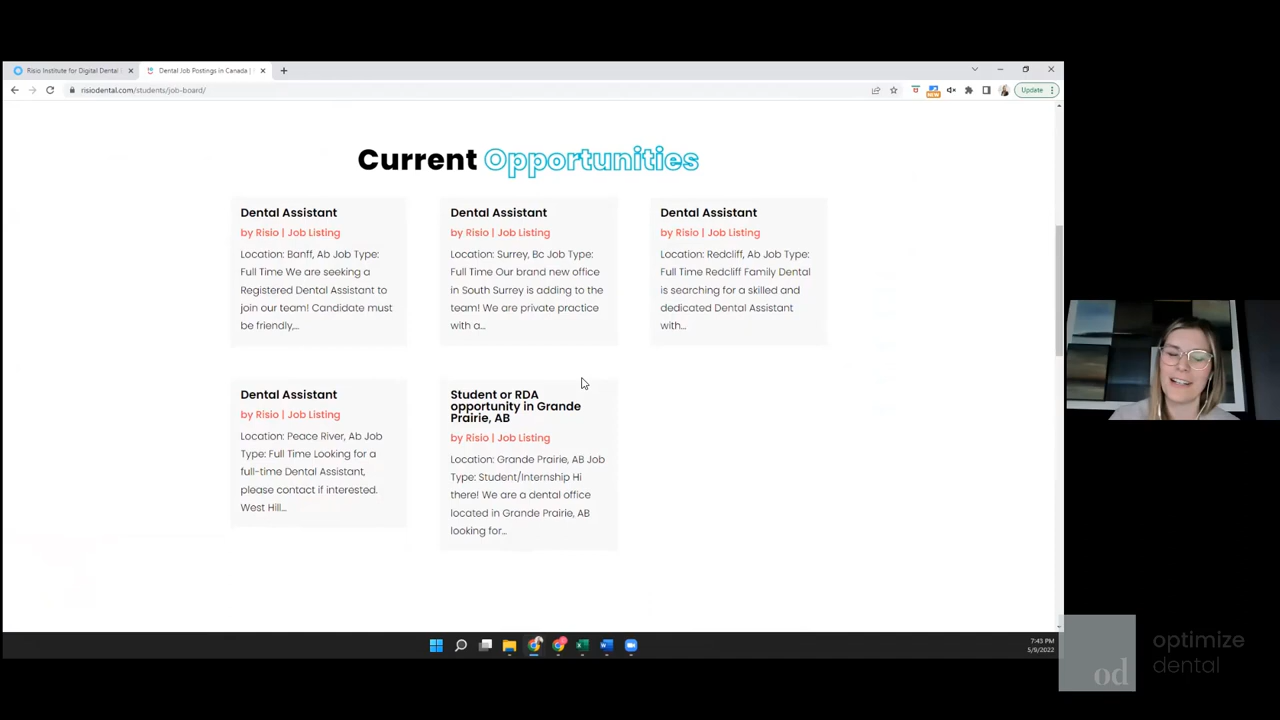 Risio Institute for Digital Dental
Dental Job Postings in Canada |
risiodental.com/students/job-board/
NEW
Update
Current Opportunities
Dental Assistant
by Risio | Job Listing
Location: Banff, Ab Job Type:
Full Time We are seeking a
Registered Dental Assistant to
join our team! Candidate must
be friendly,...
Dental Assistant
by Risio | Job Listing
Location: Surrey, Bc Job Type:
Full Time Our brand new office
in South Surrey is adding to the
team! We are private practice
with a...
Dental Assistant
by Risio | Job Listing
Location: Redcliff, Ab Job Type:
Full Time Redcliff Family Dental
is searching for a skilled and
dedicated Dental Assistant
with...
Dental Assistant
by Risio | Job Listing
Location: Peace River, Ab Job
Type: Full Time Looking for a
full-time Dental Assistant,
please contact if interested.
West Hill...
Student or RDA
opportunity in Grande
Prairie, AB
by Risio | Job Listing
Location: Grande Prairie, AB Job
Type: Student/Internship Hi
there! We are a dental office
located in Grande Prairie, AB
looking for...
7:43 PM
5/9/2022
od
optimize
dental